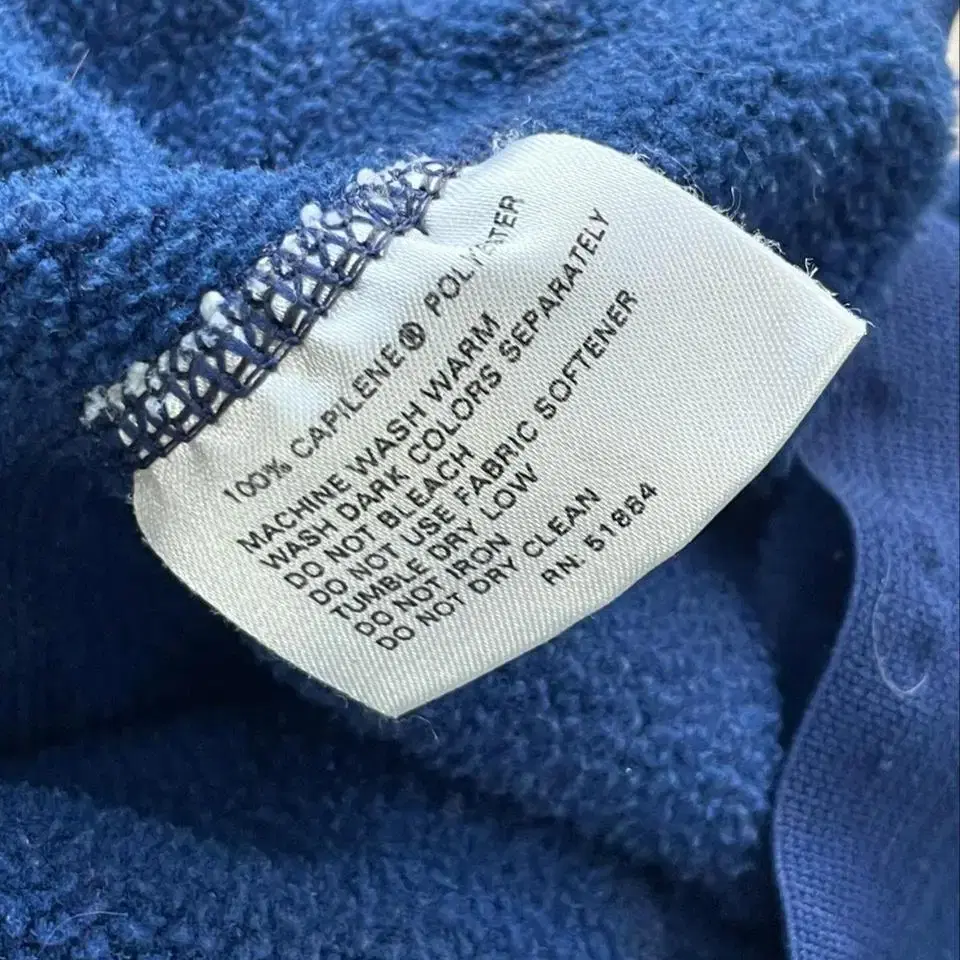 100% CAPILENE® POLYESTER
MACHINE WASH WARM
WASH DARK COLORS SEPARATELY
DO NOT BLEACH
DO NOT USE FABRIC SOFTENER
TUMBLE DRY LOW
DO NOT IRON
DO NOT DRY CLEAN
RN. 51884